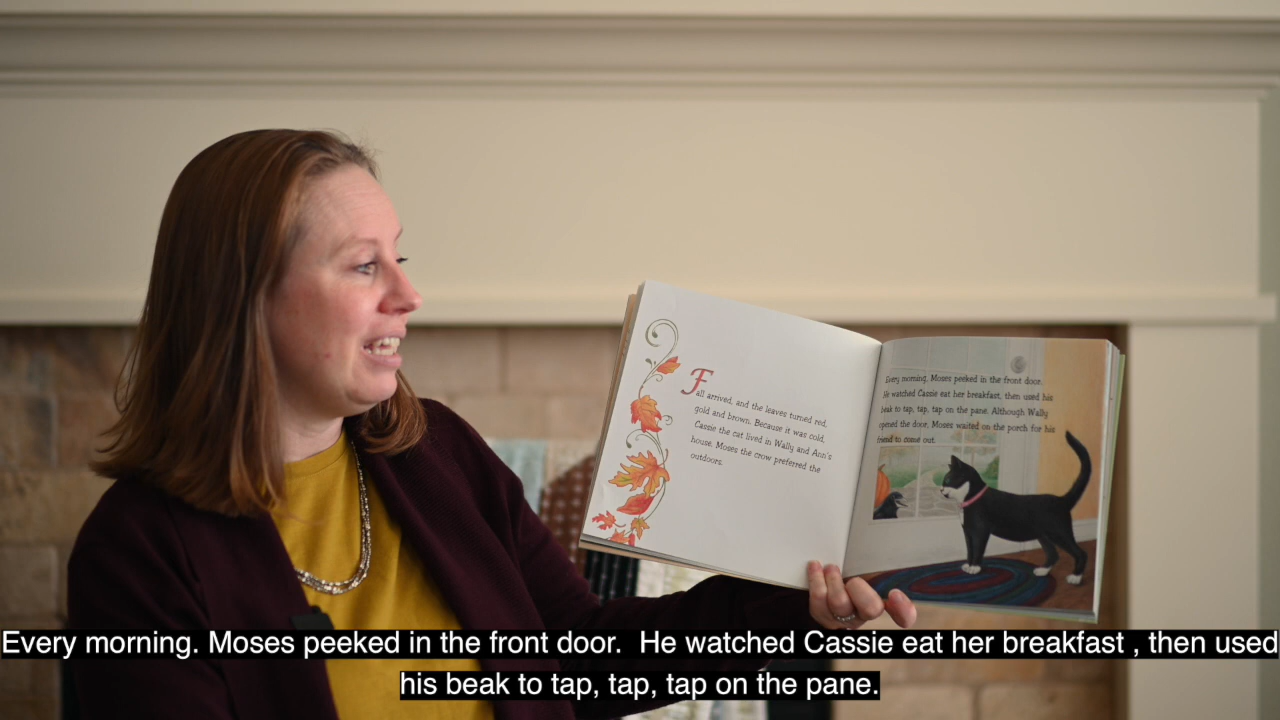 Fall arrived, and the leaves turned red,
gold and brown. Because it was cold,
Cassie the cat lived in Wally and Ann's
house. Moses the crow preferred the
outdoors.
Every morning, Moses peeked in the front door.
He watched Cassie eat her breakfast, then used his
beak to tap, tap, tap on the pane. Although Wally
opened the door, Moses waited on the porch for his
friend to come out.
Every morning. Moses peeked in the front door.  He watched Cassie eat her breakfast , then used
his beak to tap, tap, tap on the pane.